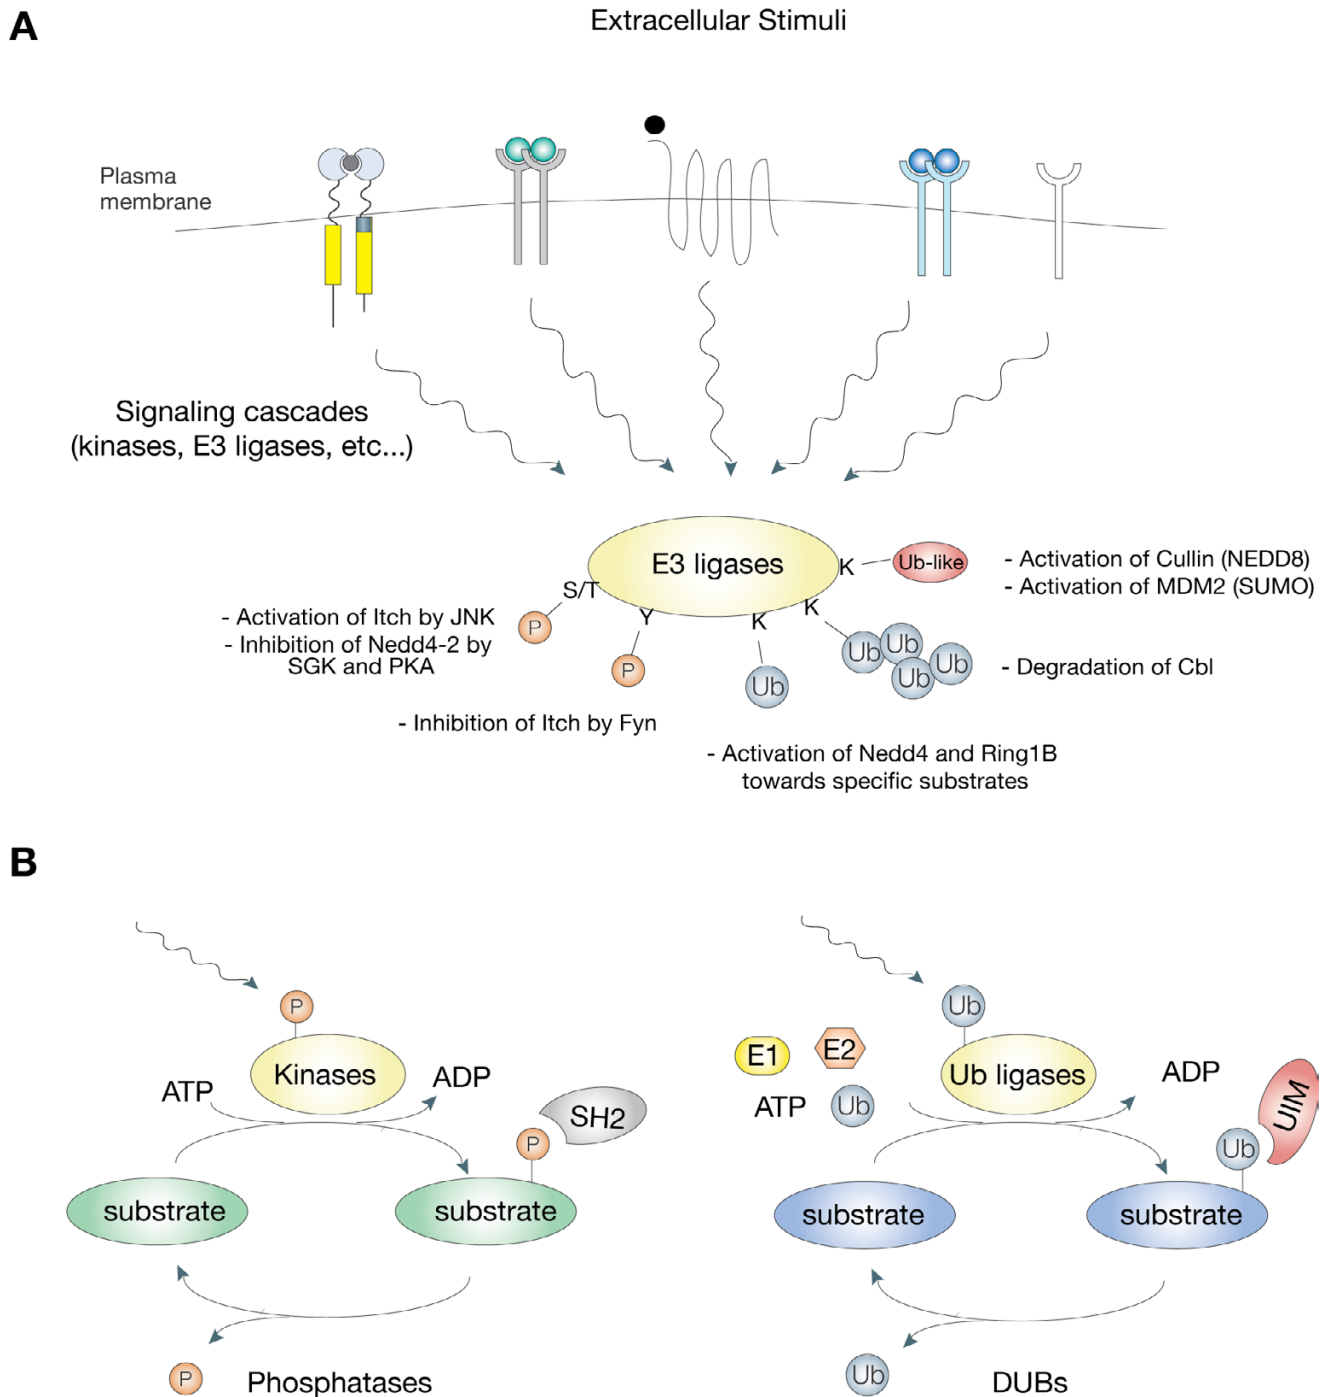 A
Extracellular Stimuli
Plasma
membrane
Signaling cascades
(kinases, E3 ligases, etc...)
E3 ligases
K
Ub-like
- Activation of Cullin (NEDD8)
- Activation of MDM2 (SUMO)
S/T
P
- Activation of Itch by JNK
- Inhibition of Nedd4-2 by
SGK and PKA
Y
P
- Inhibition of Itch by Fyn
K
Ub
- Activation of Nedd4 and Ring1B
towards specific substrates
K
Ub
Ub
Ub
Ub
- Degradation of Cbl
B
P
Kinases
ATP
ADP
SH2
P
substrate
substrate
P
Phosphatases
Ub
E1
E2
Ub ligases
ATP
Ub
ADP
UIM
Ub
substrate
substrate
Ub
DUBs